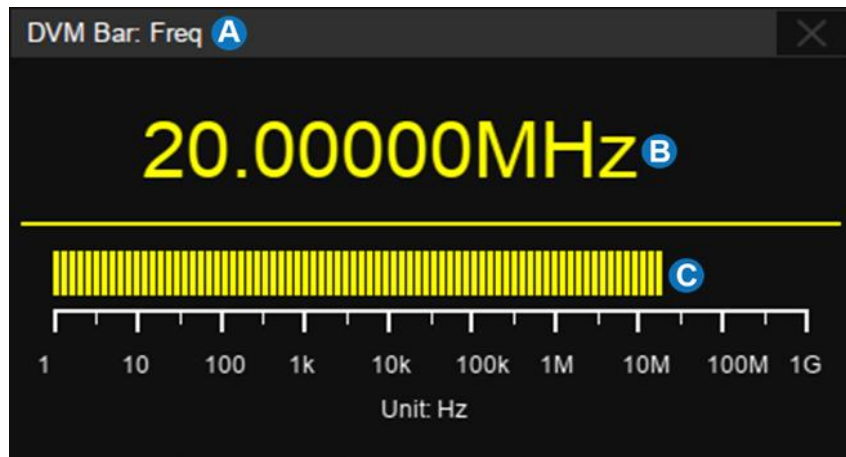 DVM Bar: Freq A
20.00000MHz B
C
1 10 100 1k 10k 100k 1M 10M 100M 1G
Unit: Hz